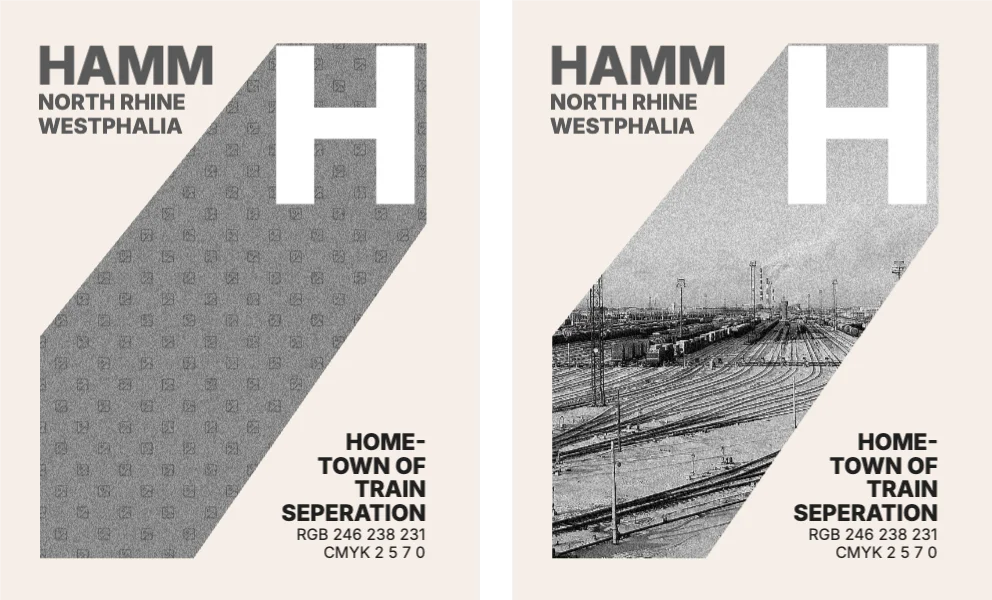 HAMM
NORTH RHINE
WESTPHALIA
H
HOME-
TOWN OF
TRAIN
SEPERATION
RGB 246 238 231
CMYK 2 5 7 0
HAMM
NORTH RHINE
WESTPHALIA
H
HOME-
TOWN OF
TRAIN
SEPERATION
RGB 246 238 231
CMYK 2 5 7 0